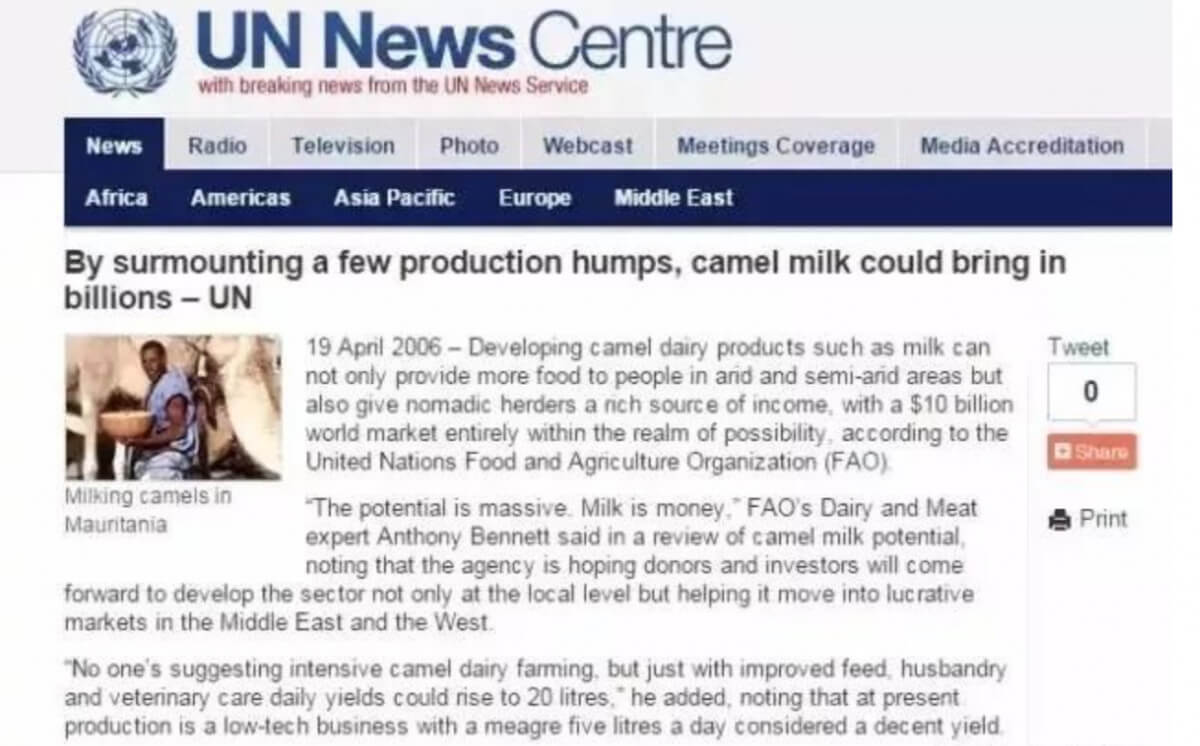 UN News Centre
with breaking news from the UN News Service
News Radio Television Photo Webcast Meetings Coverage Media Accreditation
Africa Americas Asia Pacific Europe Middle East
By surmounting a few production humps, camel milk could bring in
billions – UN
19 April 2006 – Developing camel dairy products such as milk can
not only provide more food to people in arid and semi-arid areas but
also give nomadic herders a rich source of income, with a $10 billion
world market entirely within the realm of possibility, according to the
United Nations Food and Agriculture Organization (FAO).
Milking camels in
Mauritania
"The potential is massive. Milk is money," FAO's Dairy and Meat
expert Anthony Bennett said in a review of camel milk potential,
noting that the agency is hoping donors and investors will come
forward to develop the sector not only at the local level but helping it move into lucrative
markets in the Middle East and the West.
"No one's suggesting intensive camel dairy farming, but just with improved feed, husbandry
and veterinary care daily yields could rise to 20 litres," he added, noting that at present
production is a low-tech business with a meagre five litres a day considered a decent yield.
Tweet
0
Share
Print